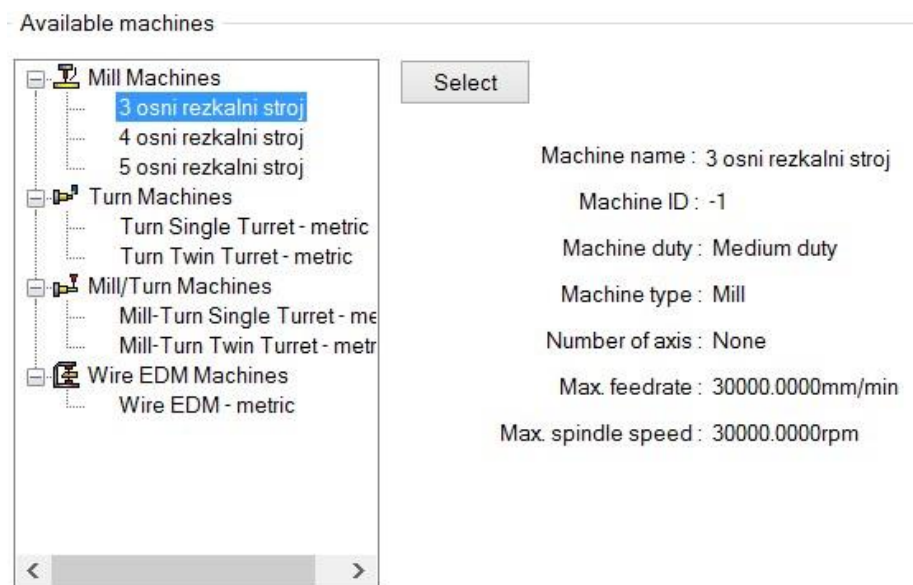 Available machines
Mill Machines
3 osni rezkalni stroj
4 osni rezkalni stroj
5 osni rezkalni stroj
Turn Machines
Turn Single Turret - metric
Turn Twin Turret - metric
Mill/Turn Machines
Mill-Turn Single Turret - me
Mill-Turn Twin Turret - metr
Wire EDM Machines
Wire EDM - metric
Select
Machine name : 3 osni rezkalni stroj
Machine ID : -1
Machine duty : Medium duty
Machine type : Mill
Number of axis : None
Max. feedrate : 30000.0000mm/min
Max. spindle speed : 30000.0000rpm